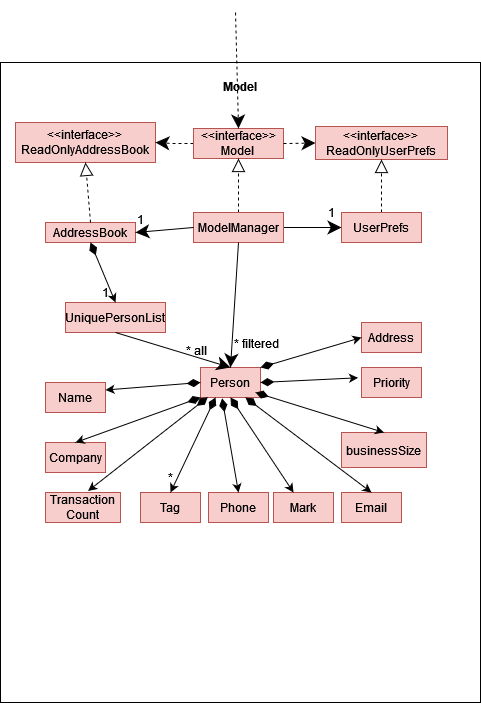 Model
<<interface>>
ReadOnlyAddressBook
<<interface>>
Model
<<interface>>
ReadOnlyUserPrefs
AddressBook
1
ModelManager
1
UserPrefs
1
UniquePersonList
* all
* filtered
Address
Person
Priority
Name
businessSize
Company
*
Transaction
Count
Tag
Phone
Mark
Email